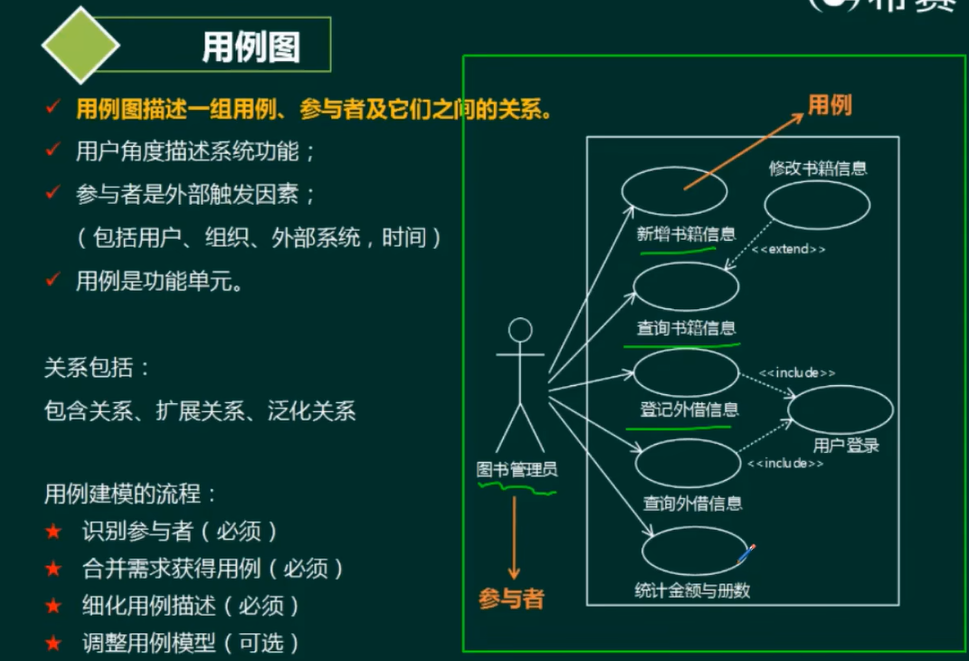 用例图
用例图描述一组用例、参与者及它们之间的关系。
用户角度描述系统功能；
参与者是外部触发因素；
（包括用户、组织、外部系统，时间）
用例是功能单元。
关系包括：
包含关系、扩展关系、泛化关系
用例建模的流程：
识别参与者（必须）
合并需求获得用例（必须）
细化用例描述（必须）
调整用例模型（可选）
用例
修改书籍信息
新增书籍信息
<<extend>>
查询书籍信息
<<include>>
登记外借信息
用户登录
<<include>>
图书管理员
查询外借信息
统计金额与册数
参与者